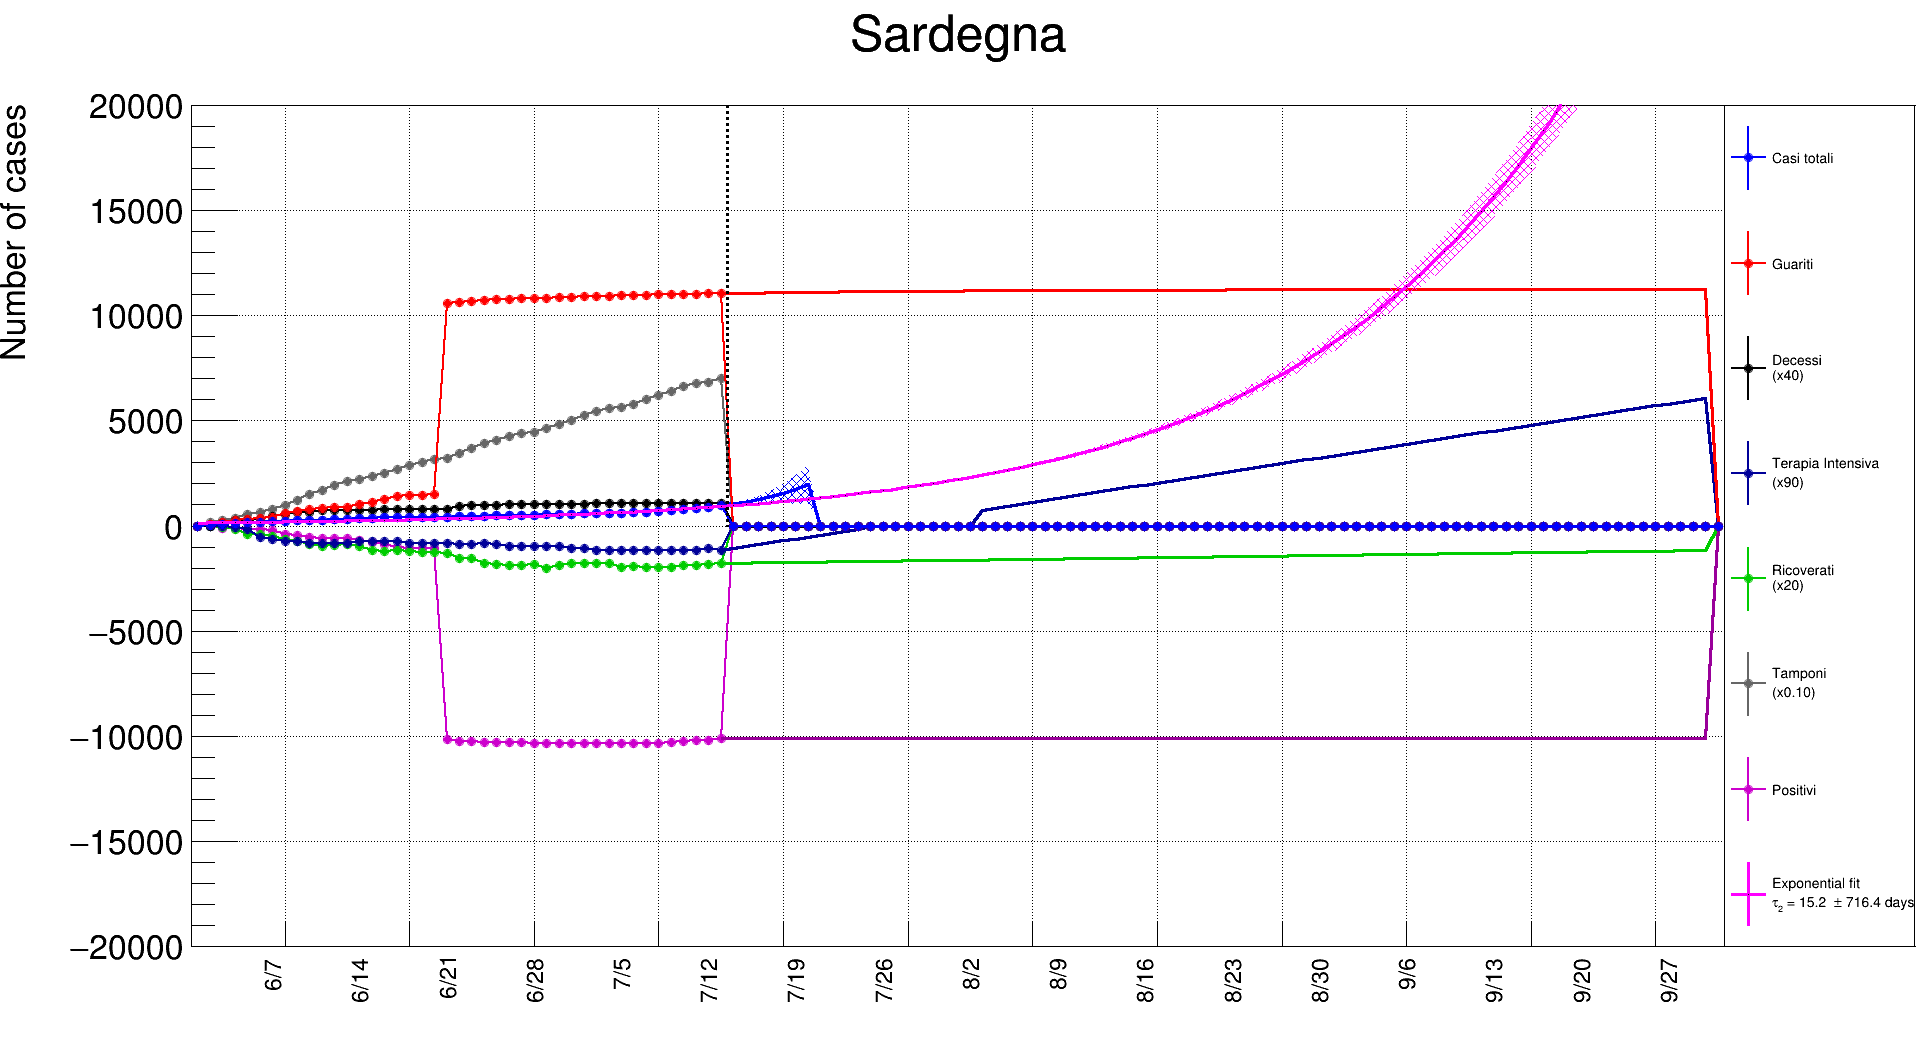 Sardegna
Number of cases
20000
15000
10000
5000
0
−5000
−10000
−15000
−20000
6/7
6/14
6/21
6/28
7/5
7/12
7/19
7/26
8/2
8/9
8/16
8/23
8/30
9/6
9/13
9/20
9/27
Casi totali
Guariti
Decessi
(x40)
Terapia Intensiva
(x90)
Ricoverati
(x20)
Tamponi
(x0.10)
Positivi
Exponential fit
τ2 = 15.2 ± 716.4 days